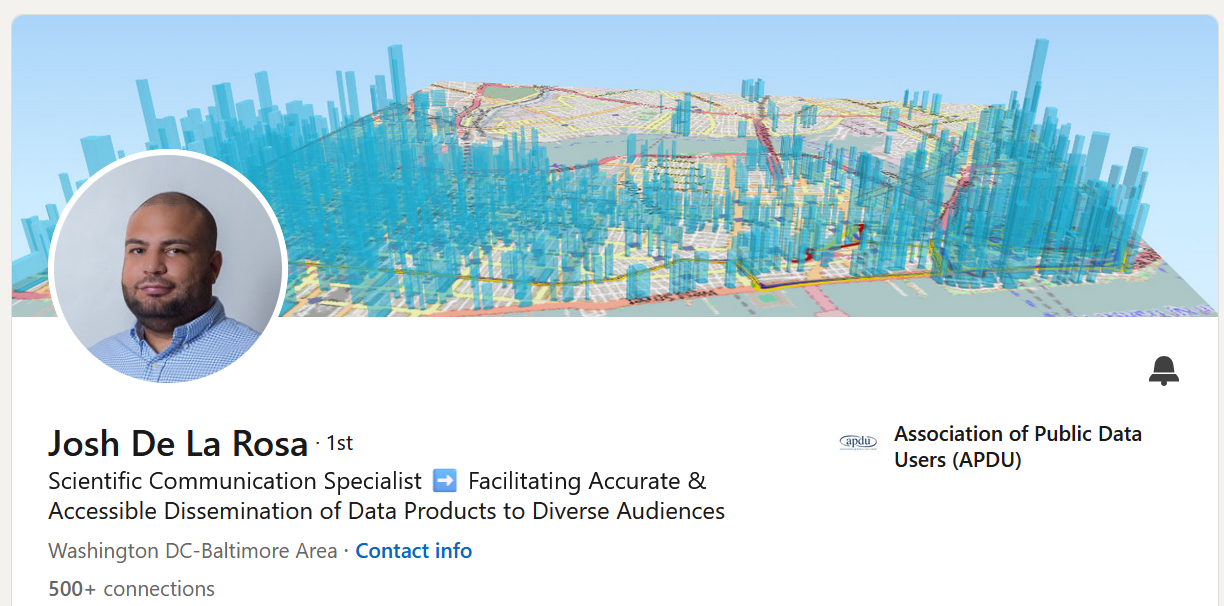 Josh De La Rosa · 1st
Scientific Communication Specialist ➡️ Facilitating Accurate &
Accessible Dissemination of Data Products to Diverse Audiences
Washington DC-Baltimore Area · Contact info
500+ connections
apdu
Association of Public Data
Users (APDU)